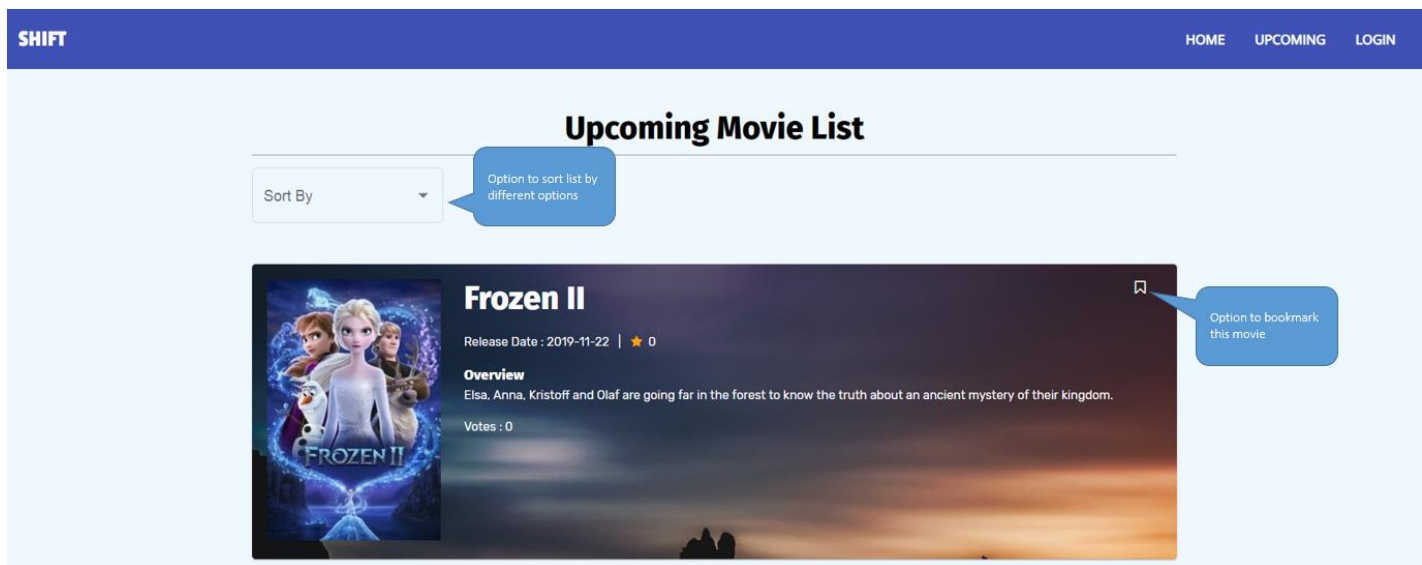 SHIFT
HOME UPCOMING LOGIN
Upcoming Movie List
Sort By
Option to sort list by
different options
Frozen II
Release Date : 2019-11-22 | ★ 0
Overview
Elsa, Anna, Kristoff and Olaf are going far in the forest to know the truth about an ancient mystery of their kingdom.
Votes : 0
FROZEN II
Option to bookmark
this movie